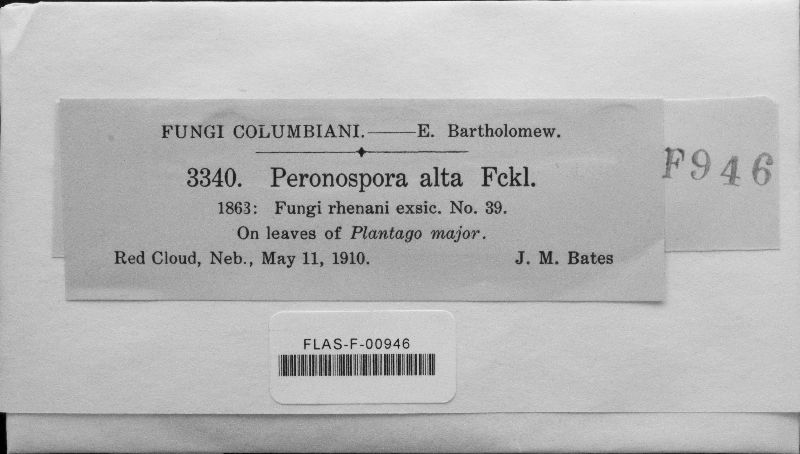 FUNGI COLUMBIANI.——E. Bartholomew.
3340. Peronospora alta Fckl.
1863: Fungi rhenani exsic. No. 39.
On leaves of Plantago major.
Red Cloud, Neb., May 11, 1910. J. M. Bates
F946
FLAS-F-00946